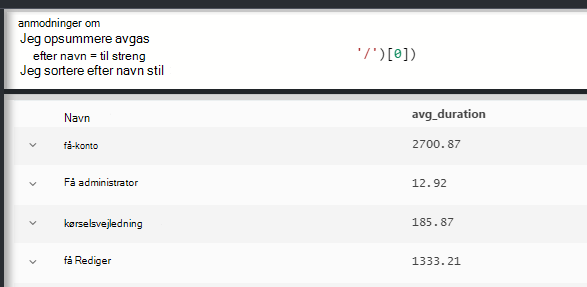 anmodninger om
Jeg opsummere avgas
efter navn = til streng '/')[0])
Jeg sortere efter navn stil
Navn avg_duration
få-konto 2700.87
Få administrator 12.92
kørselsvejledning 185.87
få Rediger 1333.21